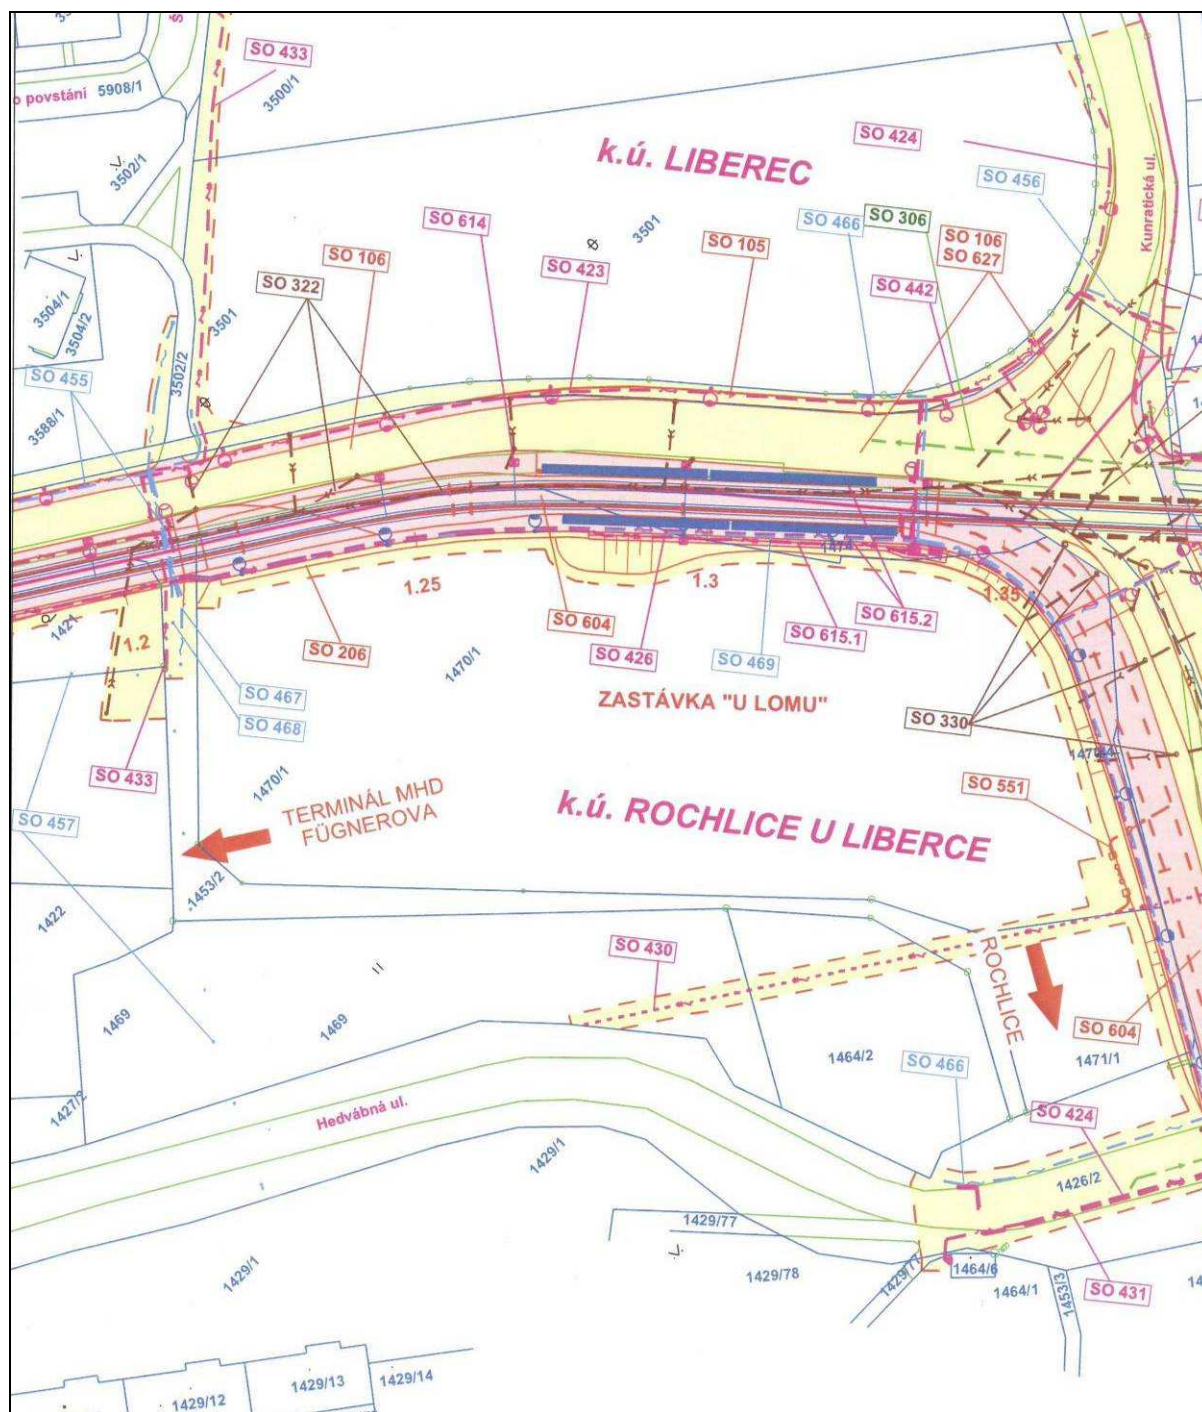 SO 433
3500/1
o povstání 5908/1
3502/1
k.ú. LIBEREC
SO 424
SO 456
Kunratická ul.
SO 614
3501
SO 466
SO 306
SO 106
SO 627
SO 106
SO 105
SO 423
SO 322
SO 442
3504/1
3504/2
3501
3502/2
SO 455
3588/1
1474
1.25
1.3
1.35
1421
1.2
SO 206
SO 604
SO 426
SO 469
SO 615.1
SO 615.2
1470/1
SO 467
SO 468
ZASTÁVKA "U LOMU"
SO 330
SO 433
1470/1
SO 551
SO 457
TERMINÁL MHD
FÜGNEROVA
k.ú. ROCHLICE U LIBERCE
1453/2
1422
SO 430
ROCHLICE
1469
1469
SO 604
1464/2
SO 466
1471/1
1427/2
Hedvábná ul.
SO 424
1429/1
1426/2
1429/77
1429/1
1429/78
1429/77
1464/6
1464/1
1453/3
SO 431
1429/12
1429/13
1429/14